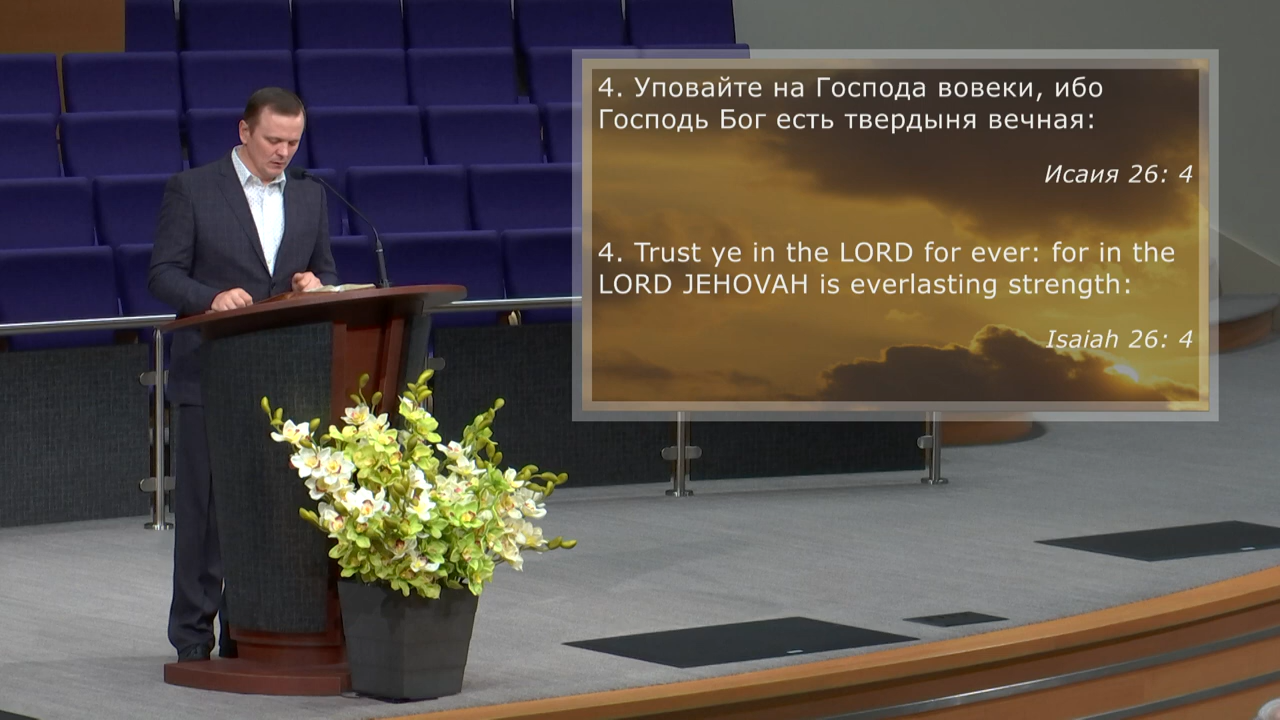 4. Уповайте на Господа вовеки, ибо
Господь Бог есть твердыня вечная:
Исаия 26: 4
4. Trust ye in the LORD for ever: for in the
LORD JEHOVAH is everlasting strength:
Isaiah 26: 4